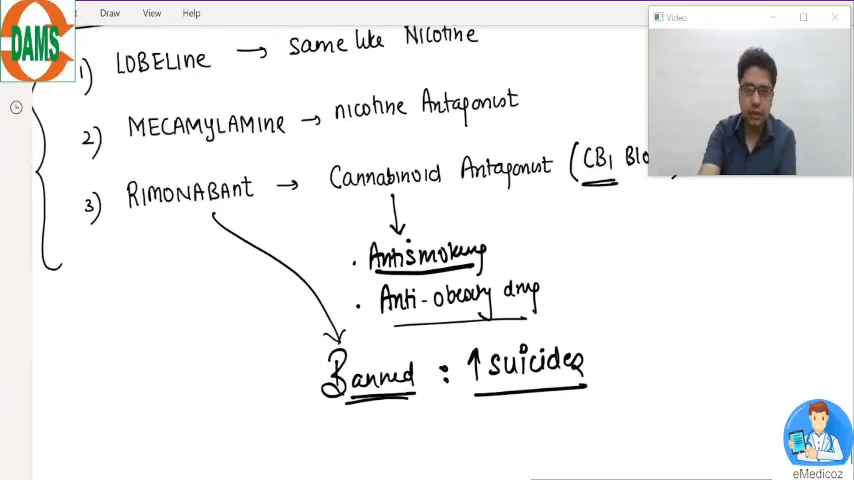 Draw View Help
Video
DAMS
1) LOBELINE → same like Nicotine
2) MECAMYLAMINE → nicotine Antagonist
3) RIMONABANT → Cannabinoid Antagonist (CB1 Blo
. Antismoking
. Anti-obesity drug
Banned : ↑ suicides
eMedicoz